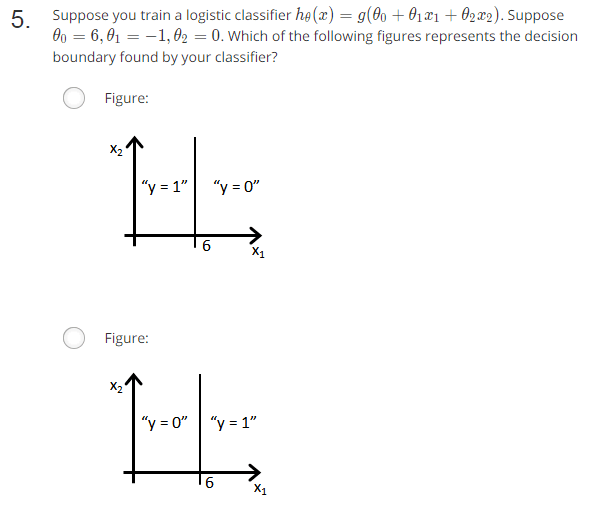 5. Suppose you train a logistic classifier hθ(x) = g(θ0 + θ1x1 + θ2x2). Suppose
θ0 = 6, θ1 = −1, θ2 = 0. Which of the following figures represents the decision
boundary found by your classifier?
Figure:
x2
"y = 1" "y = 0"
6
x1
Figure:
x2
"y = 0" "y = 1"
6
x1